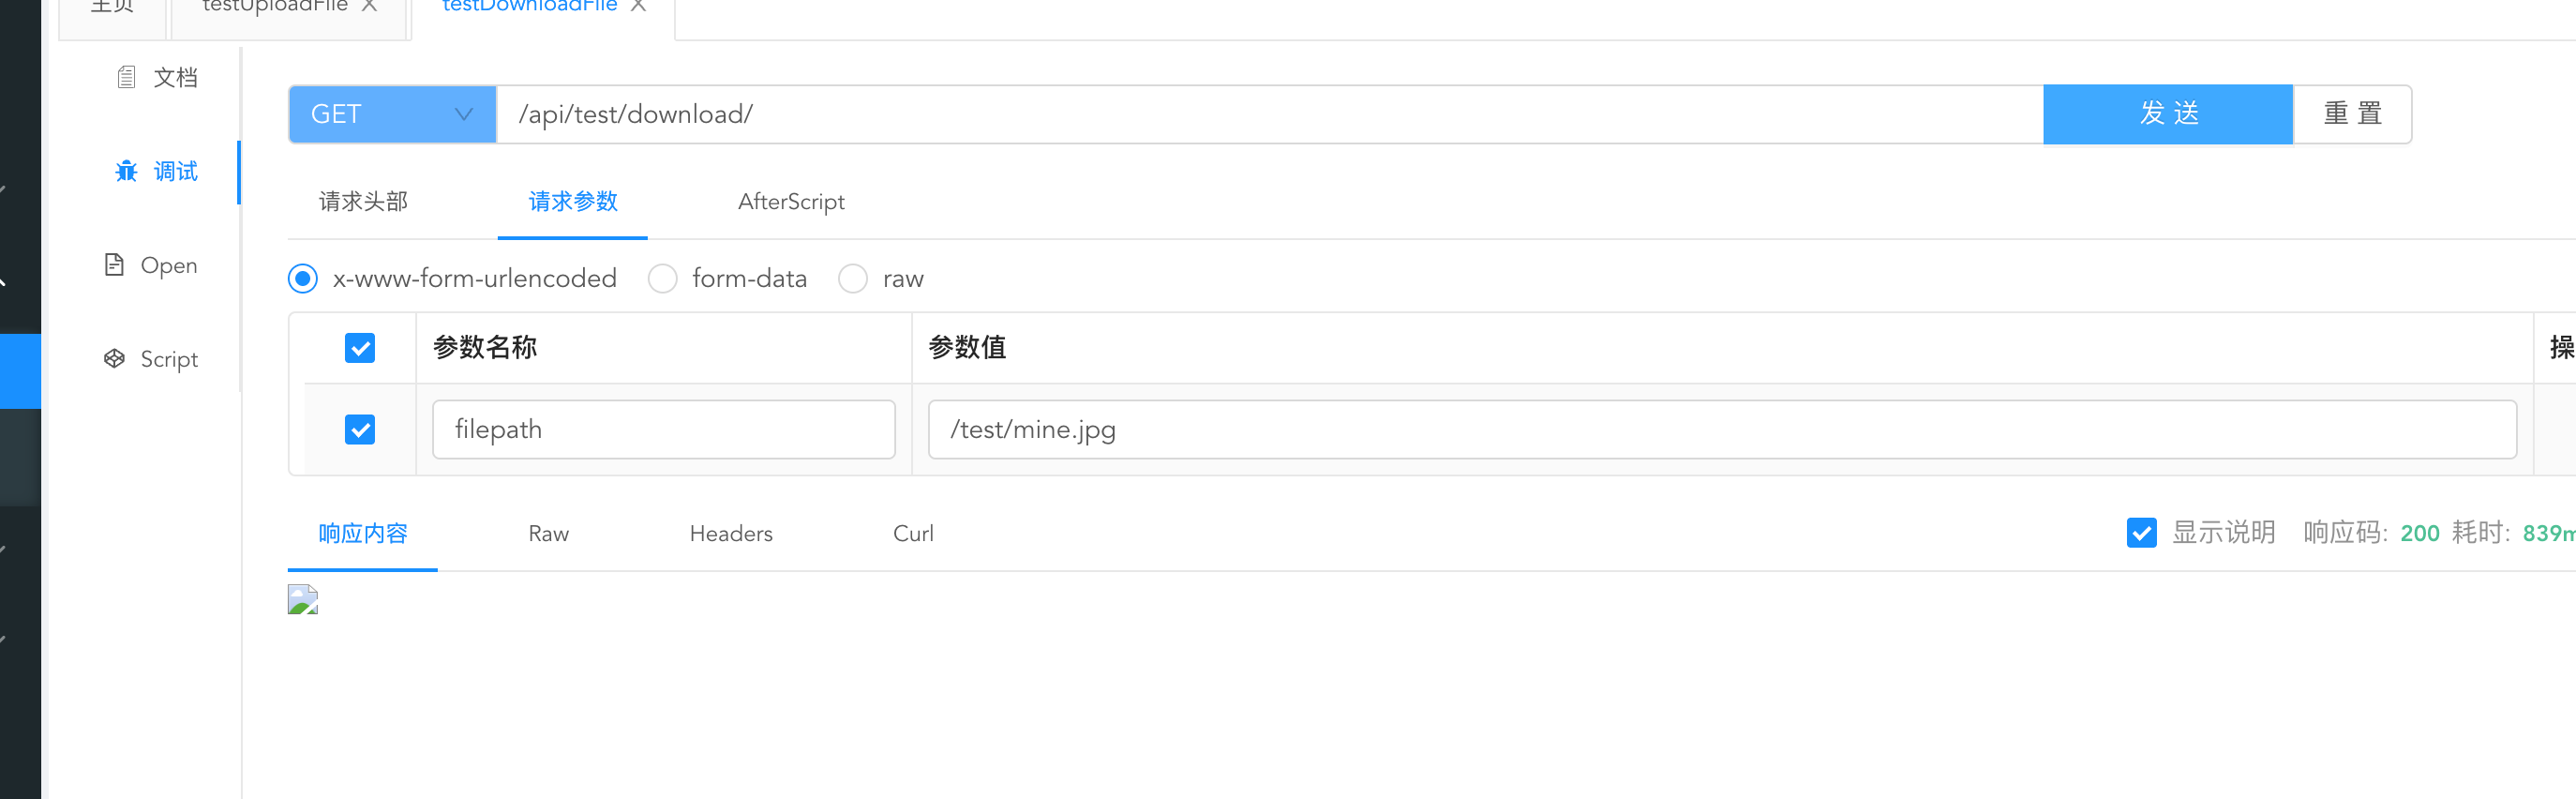 主页 testUploadFile X testDownloadFile X
文档
GET /api/test/download/ 发 送 重 置
调试
请求头部 请求参数 AfterScript
Open
x-www-form-urlencoded form-data raw
参数名称 参数值 操
Script
filepath /test/mine.jpg
响应内容 Raw Headers Curl 显示说明 响应码: 200 耗时: 839m